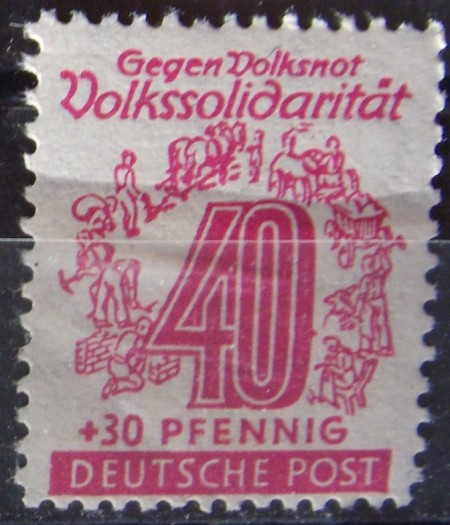 Gegen Volksnot
Volkssolidarität
40
+30 PFENNIG
DEUTSCHE POST